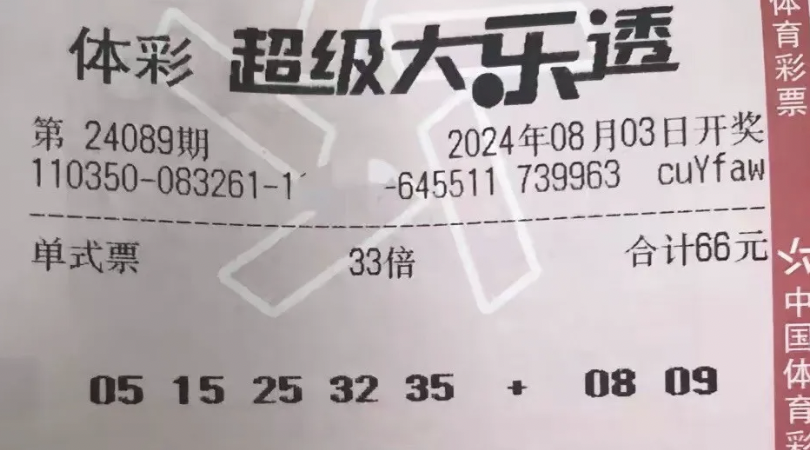 体彩 超级大乐透
第 24089期 2024年08月03日开奖
110350-083261-1 -645511 739963 cuYfaw
单式票 33倍 合计66元
05 15 25 32 35 + 08 09
体育彩票
中国体育彩